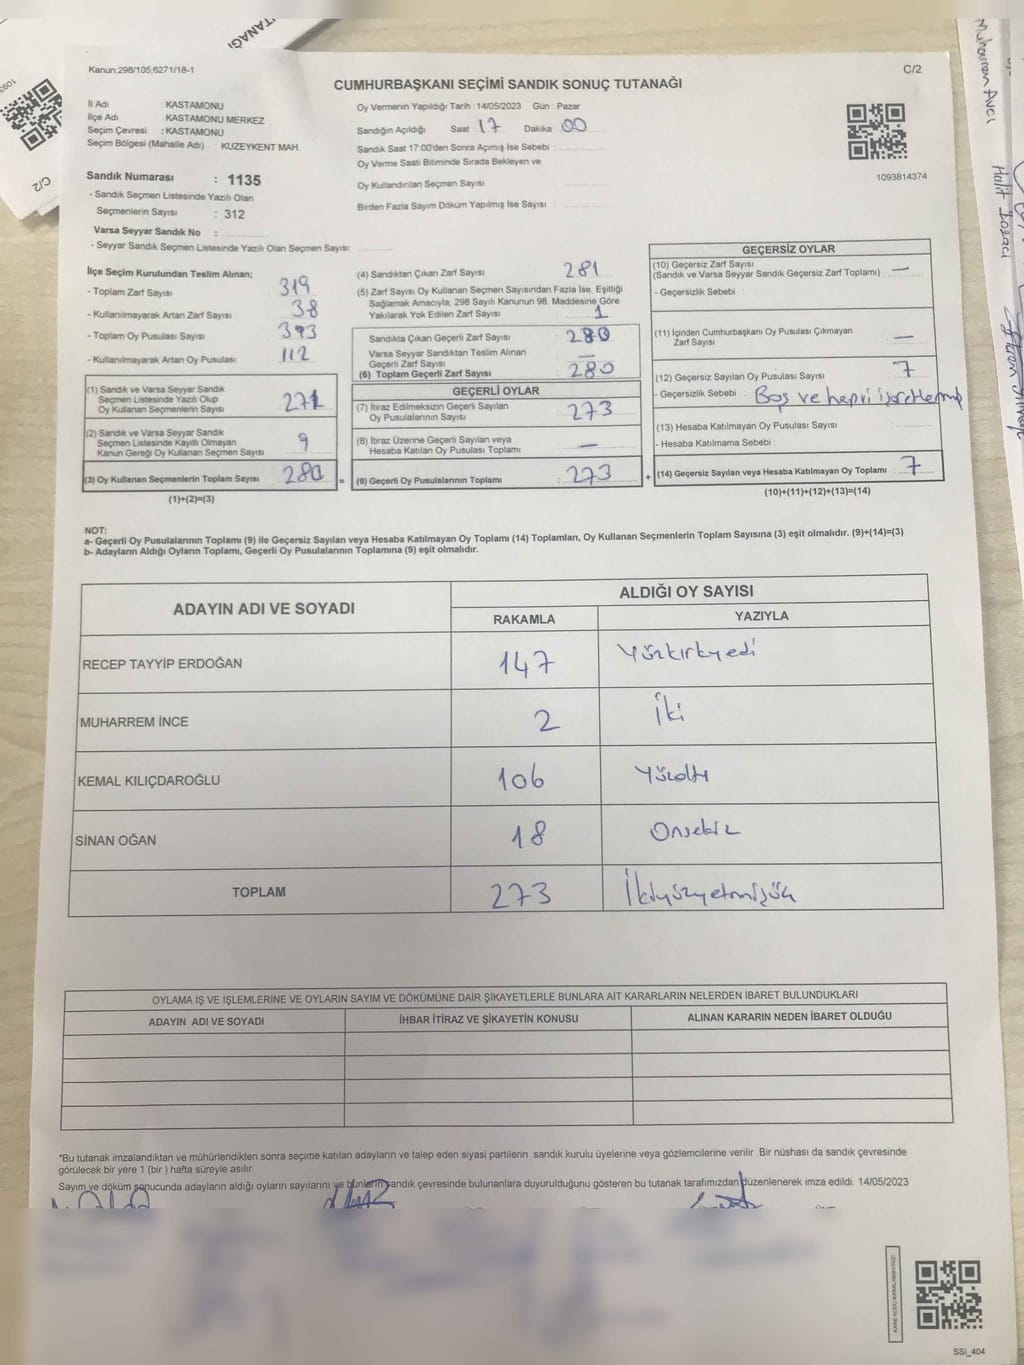 TANAĞI
C/2
Muharrem Avcı
Halit Bozacı
Kanun;298/105;6271/18-1
C/2
CUMHURBAŞKANI SEÇİMİ SANDIK SONUÇ TUTANAĞI
İl Adı : KASTAMONU
İlçe Adı : KASTAMONU MERKEZ
Seçim Çevresi : KASTAMONU
Seçim Bölgesi (Mahalle Adı) : KUZEYKENT MAH.
Sandık Numarası : 1135
- Sandık Seçmen Listesinde Yazılı Olan
Seçmenlerin Sayısı : 312
Varsa Seyyar Sandık No :
- Seyyar Sandık Seçmen Listesinde Yazılı Olan Seçmen Sayısı:
Oy Vermenin Yapıldığı Tarih : 14/05/2023 Gün : Pazar
Sandığın Açıldığı Saat 17 Dakika 00
Sandık Saat 17:00'den Sonra Açımış İse Sebebi :
Oy Verme Saati Bitiminde Sırada Bekleyen ve
Oy Kullandırılan Seçmen Sayısı
Birden Fazla Sayım Döküm Yapılmış İse Sayısı :
1093814374
İlçe Seçim Kurulundan Teslim Alınan;
- Toplam Zarf Sayısı : 319
- Kullanılmayarak Artan Zarf Sayısı : 38
- Toplam Oy Pusulası Sayısı : 393
- Kullanılmayarak Artan Oy Pusulası : 112
(1) Sandık ve Varsa Seyyar Sandık
Seçmen Listesinde Yazılı Olup
Oy Kullanan Seçmenlerin Sayısı : 271
(2) Sandık ve Varsa Seyyar Sandık
Seçmen Listesinde Kayıtlı Olmayan
Kanun Gereği Oy Kullanan Seçmen Sayısı 9
(3) Oy Kullanan Seçmenlerin Toplam Sayısı : 280 =
(1)+(2)=(3)
(4) Sandıktan Çıkan Zarf Sayısı : 281
(5) Zarf Sayısı Oy Kullanan Seçmen Sayısından Fazla İse, Eşitliği
Sağlamak Amacıyla, 298 Sayılı Kanunun 98. Maddesine Göre
Yakılarak Yok Edilen Zarf Sayısı : 1
Sandıkta Çıkan Geçerli Zarf Sayısı : 280
Varsa Seyyar Sandıktan Teslim Alınan
Geçerli Zarf Sayısı : —
(6) Toplam Geçerli Zarf Sayısı : 280
GEÇERLİ OYLAR
(7) İtiraz Edilmeksizin Geçerli Sayılan
Oy Pusulalarının Sayısı : 273
(8) İtiraz Üzerine Geçerli Sayılan veya
Hesaba Katılan Oy Pusulası Toplamı : —
(9) Geçerli Oy Pusulalarının Toplamı : 273 +
GEÇERSİZ OYLAR
(10) Geçersiz Zarf Sayısı
(Sandık ve Varsa Seyyar Sandık Geçersiz Zarf Toplamı) : —
- Geçersizlik Sebebi :
(11) İçinden Cumhurbaşkanı Oy Pusulası Çıkmayan
Zarf Sayısı : —
(12) Geçersiz Sayılan Oy Pusulası Sayısı : 7
- Geçersizlik Sebebi : Boş ve hepsi işaretlenmiş
(13) Hesaba Katılmayan Oy Pusulası Sayısı :
- Hesaba Katılmama Sebebi :
(14) Geçersiz Sayılan veya Hesaba Katılmayan Oy Toplamı : 7
(10)+(11)+(12)+(13)=(14)
NOT:
a- Geçerli Oy Pusulalarının Toplamı (9) ile Geçersiz Sayılan veya Hesaba Katılmayan Oy Toplamı (14) Toplamları, Oy Kullanan Seçmenlerin Toplam Sayısına (3) eşit olmalıdır. (9)+(14)=(3)
b- Adayların Aldığı Oyların Toplamı, Geçerli Oy Pusulalarının Toplamına (9) eşit olmalıdır.
ADAYIN ADI VE SOYADI
ALDIĞI OY SAYISI
RAKAMLA YAZIYLA
RECEP TAYYİP ERDOĞAN 147 Yüzkırkyedi
MUHARREM İNCE 2 İki
KEMAL KILIÇDAROĞLU 106 Yüzaltı
SİNAN OĞAN 18 Onsekiz
TOPLAM 273 İkiyüzyetmişüç
OYLAMA İŞ VE İŞLEMLERİNE VE OYLARIN SAYIM VE DÖKÜMÜNE DAİR ŞİKAYETLERLE BUNLARA AİT KARARLARIN NELERDEN İBARET BULUNDUKLARI
ADAYIN ADI VE SOYADI İHBAR İTİRAZ VE ŞİKAYETİN KONUSU ALINAN KARARIN NEDEN İBARET OLDUĞU
*Bu tutanak imzalandıktan ve mühürlendikten sonra seçime katılan adayların ve talep eden siyasi partilerin sandık kurulu üyelerine veya gözlemcilerine verilir. Bir nüshası da sandık çevresinde
görülecek bir yere 1 (bir ) hafta süreyle asılır.
Sayım ve döküm sonucunda adayların aldığı oyların sayılarını ve bunların sandık çevresinde bulunanlara duyurulduğunu gösteren bu tutanak tarafımızdan düzenlenerek imza edildi. 14/05/2023
SSI_404